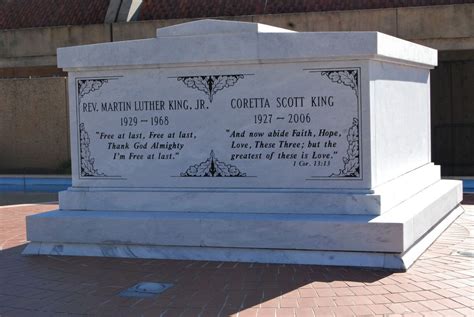 REV. MARTIN LUTHER KING, JR.
1929 — 1968
"Free at last, Free at last,
Thank God Almighty
I'm Free at last."
CORETTA SCOTT KING
1927 — 2006
"And now abide Faith, Hope,
Love, These Three; but the
greatest of these is Love."
1 Cor. 13:13